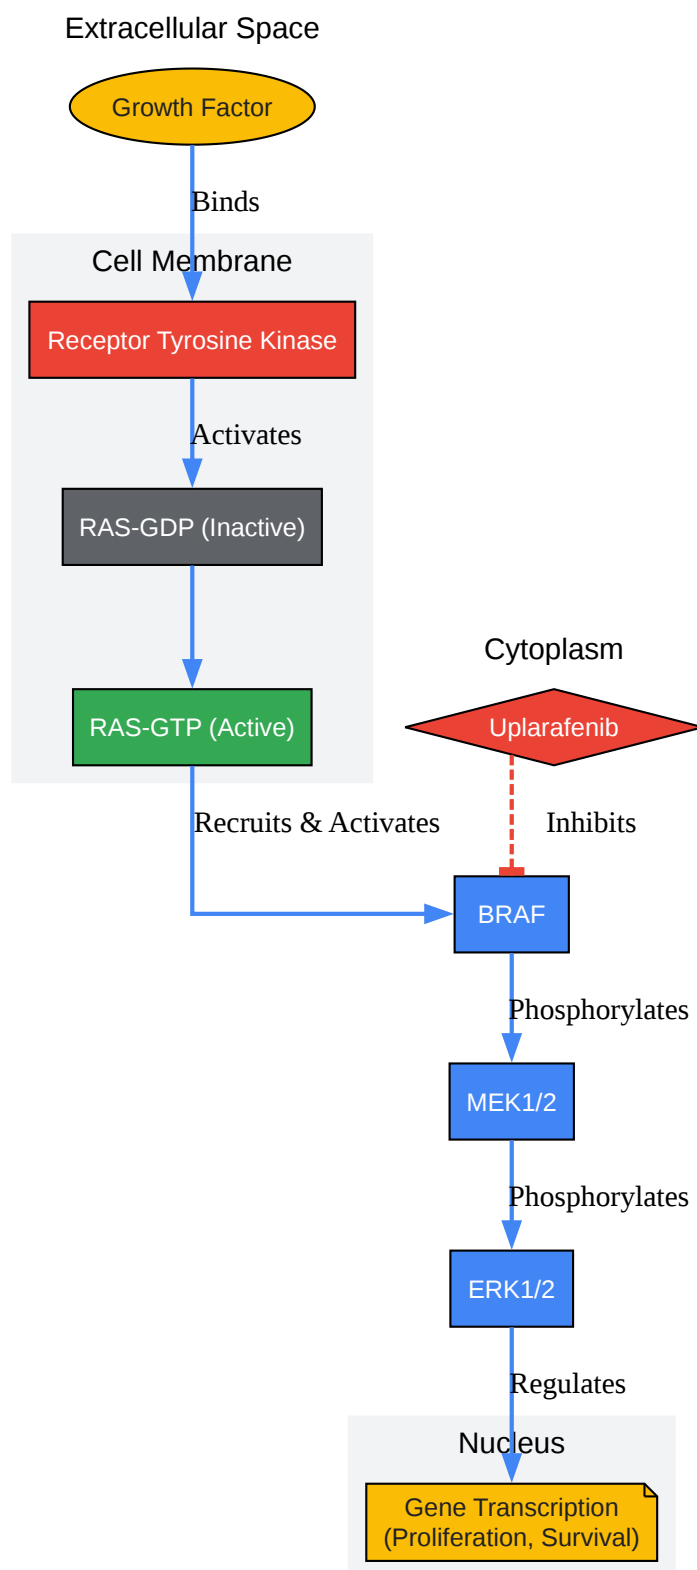 Extracellular Space
Growth Factor
Binds
Cell Membrane
Receptor Tyrosine Kinase
Activates
RAS-GDP (Inactive)
Cytoplasm
RAS-GTP (Active)
Uplarafenib
Recruits & Activates
Inhibits
BRAF
Phosphorylates
MEK1/2
Phosphorylates
ERK1/2
Regulates
Nucleus
Gene Transcription
(Proliferation, Survival)